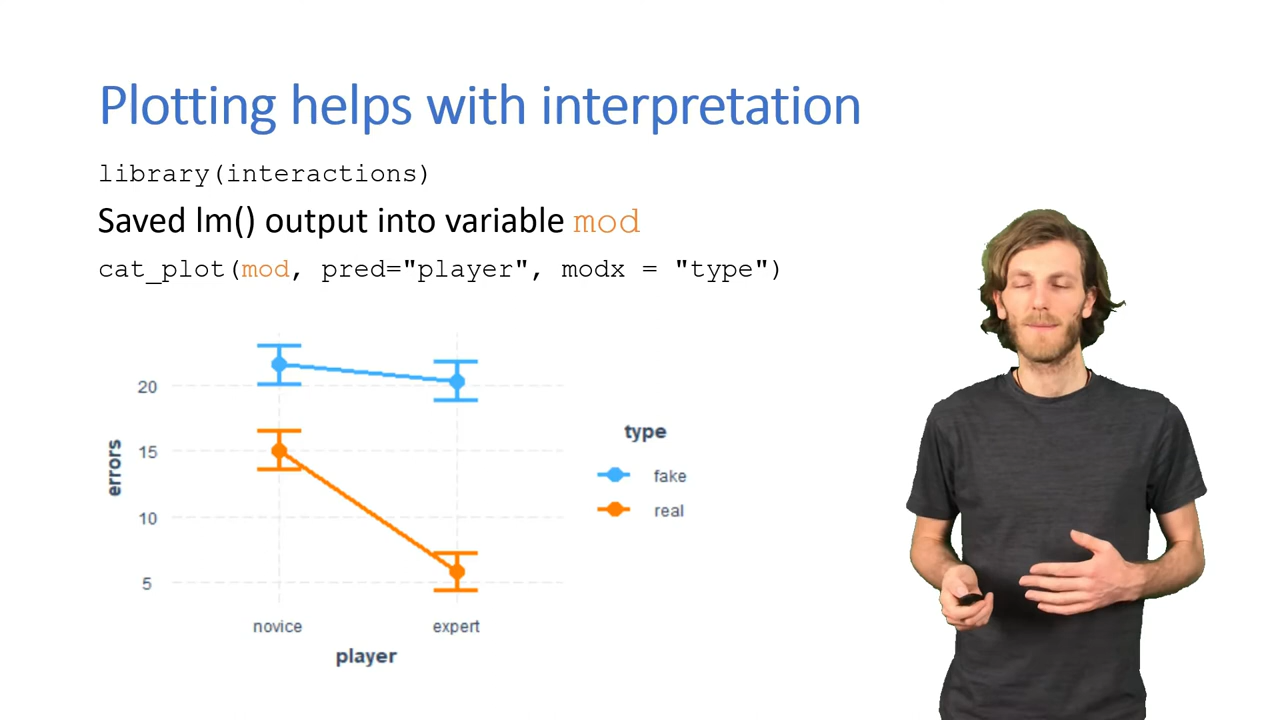 Plotting helps with interpretation
library(interactions)
Saved lm() output into variable mod
cat_plot(mod, pred="player", modx = "type")
20
15
10
5
errors
novice
expert
player
type
fake
real